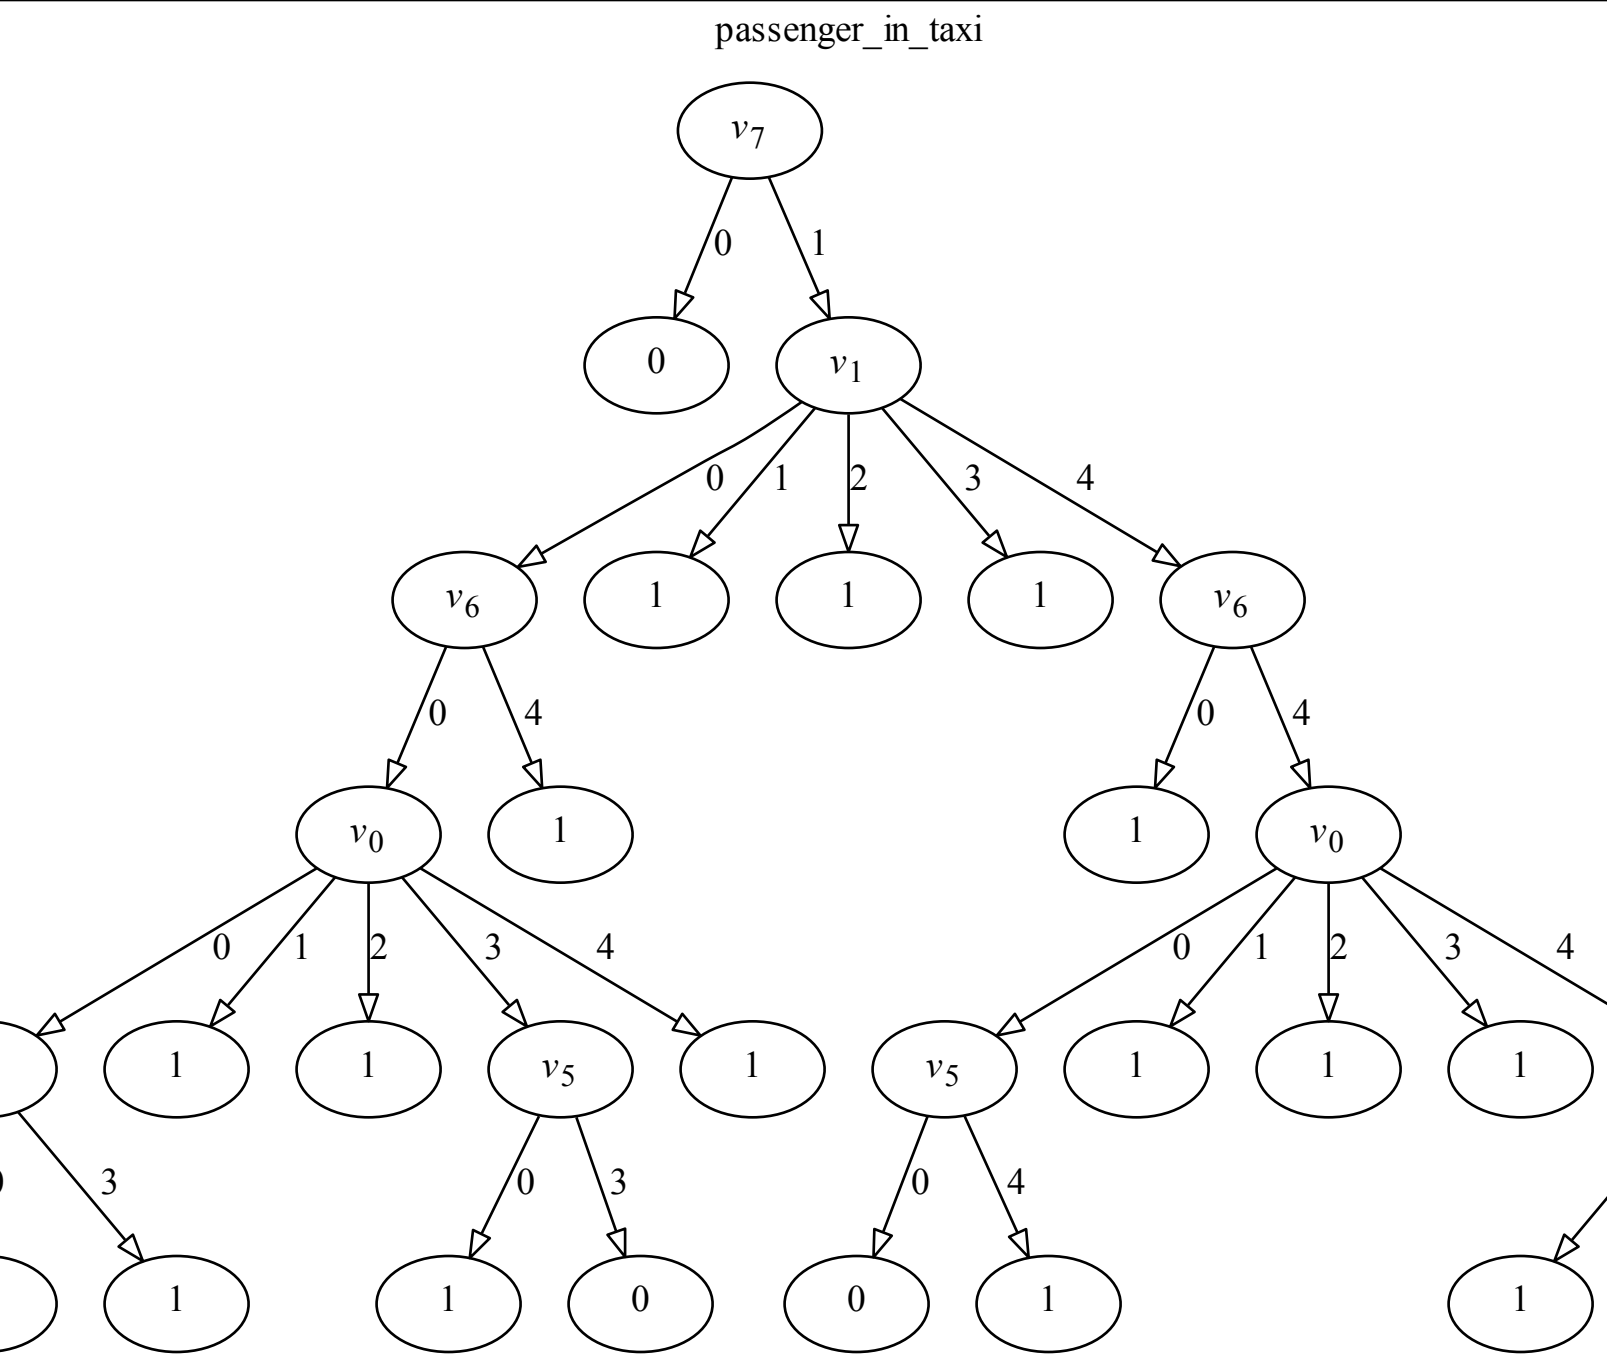 passenger_in_taxi
v7
0 1
0 v1
0 1 2 3 4
v6 1 1 1 v6
0 4 0 4
v0 1 1 v0
0 1 2 3 4 0 1 2 3 4
1 1 v5 1 v5 1 1 1
3 0 3 0 4
1 1 0 0 1 1